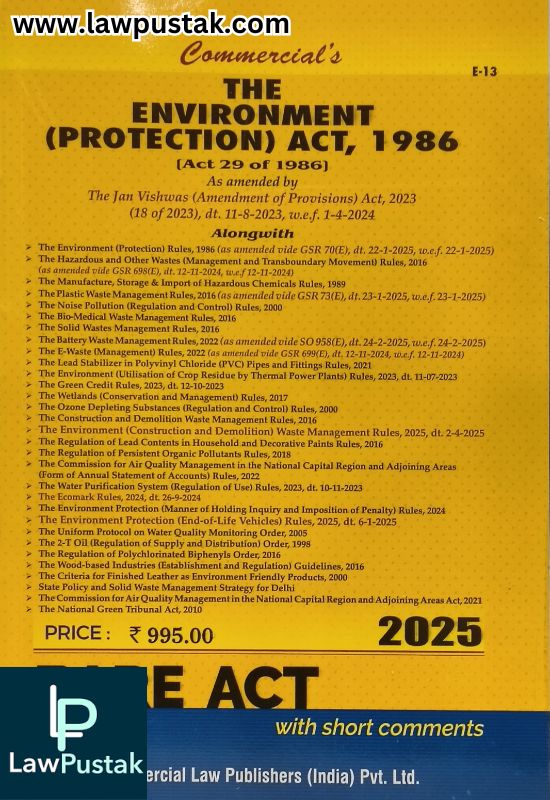 www.lawpustak.com
Commercial's
E-13
THE
ENVIRONMENT
(PROTECTION) ACT, 1986
[Act 29 of 1986]
As amended by
The Jan Vishwas (Amendment of Provisions) Act, 2023
(18 of 2023), dt. 11-8-2023, w.e.f. 1-4-2024
Alongwith
➢ The Environment (Protection) Rules, 1986 (as amended vide GSR 70(E), dt. 22-1-2025, w.e.f. 22-1-2025)
➢ The Hazardous and Other Wastes (Management and Transboundary Movement) Rules, 2016
(as amended vide GSR 698(E), dt. 12-11-2024, w.e.f 12-11-2024)
➢ The Manufacture, Storage & Import of Hazardous Chemicals Rules, 1989
➢ The Plastic Waste Management Rules, 2016 (as amended vide GSR 73(E), dt. 23-1-2025, w.e.f. 23-1-2025)
➢ The Noise Pollution (Regulation and Control) Rules, 2000
➢ The Bio-Medical Waste Management Rules, 2016
➢ The Solid Wastes Management Rules, 2016
➢ The Battery Waste Management Rules, 2022 (as amended vide SO 958(E), dt. 24-2-2025, w.e.f. 24-2-2025)
➢ The E-Waste (Management) Rules, 2022 (as amended vide GSR 699(E), dt. 12-11-2024, w.e.f. 12-11-2024)
➢ The Lead Stabilizer in Polyvinyl Chloride (PVC) Pipes and Fittings Rules, 2021
➢ The Environment (Utilisation of Crop Residue by Thermal Power Plants) Rules, 2023, dt. 11-07-2023
➢ The Green Credit Rules, 2023, dt. 12-10-2023
➢ The Wetlands (Conservation and Management) Rules, 2017
➢ The Ozone Depleting Substances (Regulation and Control) Rules, 2000
➢ The Construction and Demolition Waste Management Rules, 2016
➢ The Environment (Construction and Demolition) Waste Management Rules, 2025, dt. 2-4-2025
➢ The Regulation of Lead Contents in Household and Decorative Paints Rules, 2016
➢ The Regulation of Persistent Organic Pollutants Rules, 2018
➢ The Commission for Air Quality Management in the National Capital Region and Adjoining Areas
(Form of Annual Statement of Accounts) Rules, 2022
➢ The Water Purification System (Regulation of Use) Rules, 2023, dt. 10-11-2023
➢ The Ecomark Rules, 2024, dt. 26-9-2024
➢ The Environment Protection (Manner of Holding Inquiry and Imposition of Penalty) Rules, 2024
➢ The Environment Protection (End-of-Life Vehicles) Rules, 2025, dt. 6-1-2025
➢ The Uniform Protocol on Water Quality Monitoring Order, 2005
➢ The 2-T Oil (Regulation of Supply and Distribution) Order, 1998
➢ The Regulation of Polychlorinated Biphenyls Order, 2016
➢ The Wood-based Industries (Establishment and Regulation) Guidelines, 2016
➢ The Criteria for Finished Leather as Environment Friendly Products, 2000
➢ State Policy and Solid Waste Management Strategy for Delhi
➢ The Commission for Air Quality Management in the National Capital Region and Adjoining Areas Act, 2021
➢ The National Green Tribunal Act, 2010
PRICE : ₹ 995.00
2025
ACT
with short comments
LawPustak
Law Publishers (India) Pvt. Ltd.